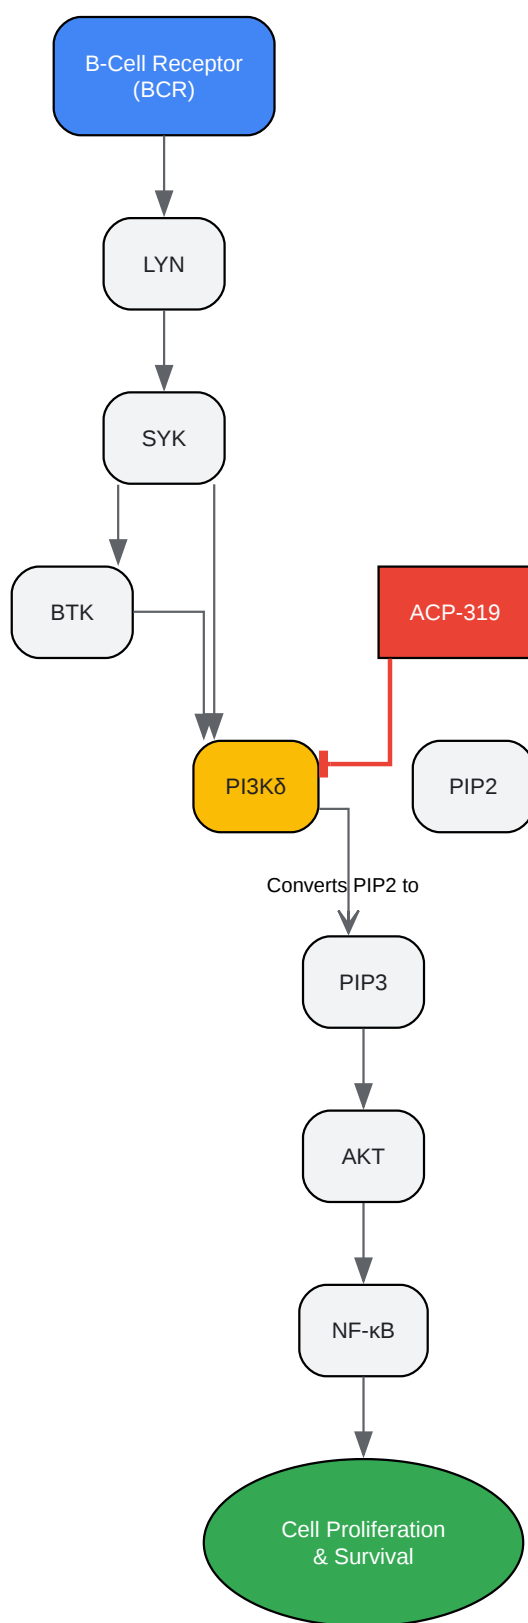 B-Cell Receptor
(BCR)
LYN
SYK
BTK
ACP-319
PI3Kδ
PIP2
Converts PIP2 to
PIP3
AKT
NF-κB
Cell Proliferation
& Survival